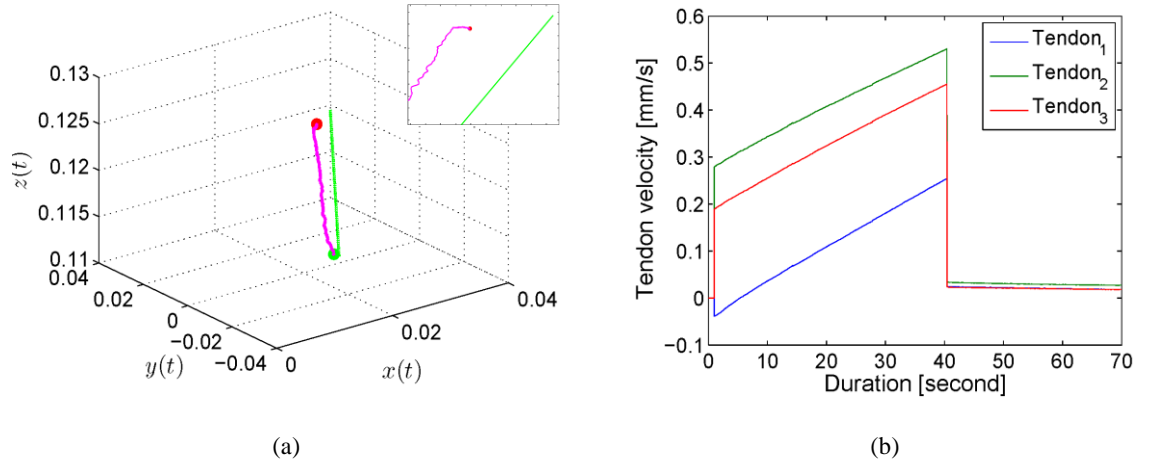 0.13
0.125
0.12
0.115
0.11
z(t)
0.04
0.02
0
−0.02
−0.04
y(t)
0
0.02
0.04
x(t)
(a)
0.6
0.5
0.4
0.3
0.2
0.1
0
−0.1
Tendon velocity [mm/s]
Tendon1
Tendon2
Tendon3
0 10 20 30 40 50 60 70
Duration [second]
(b)